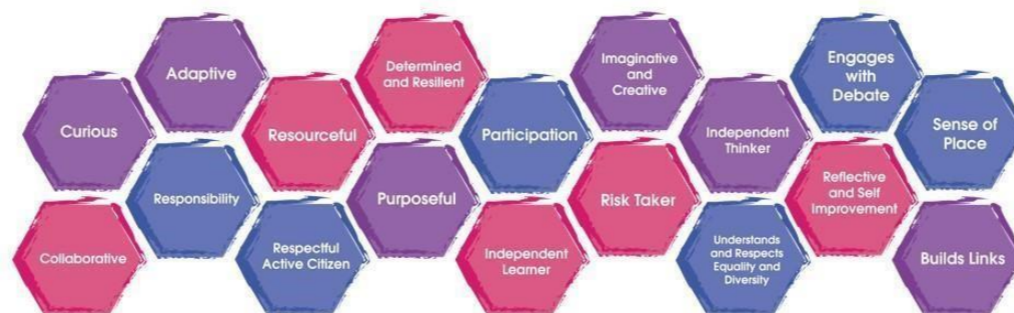 Curious
Adaptive
Collaborative
Responsibility
Resourceful
Respectful
Active Citizen
Determined
and Resilient
Purposeful
Participation
Independent
Learner
Imaginative
and
Creative
Risk Taker
Independent
Thinker
Understands
and Respects
Equality and
Diversity
Engages
with
Debate
Reflective
and Self
Improvement
Sense of
Place
Builds Links